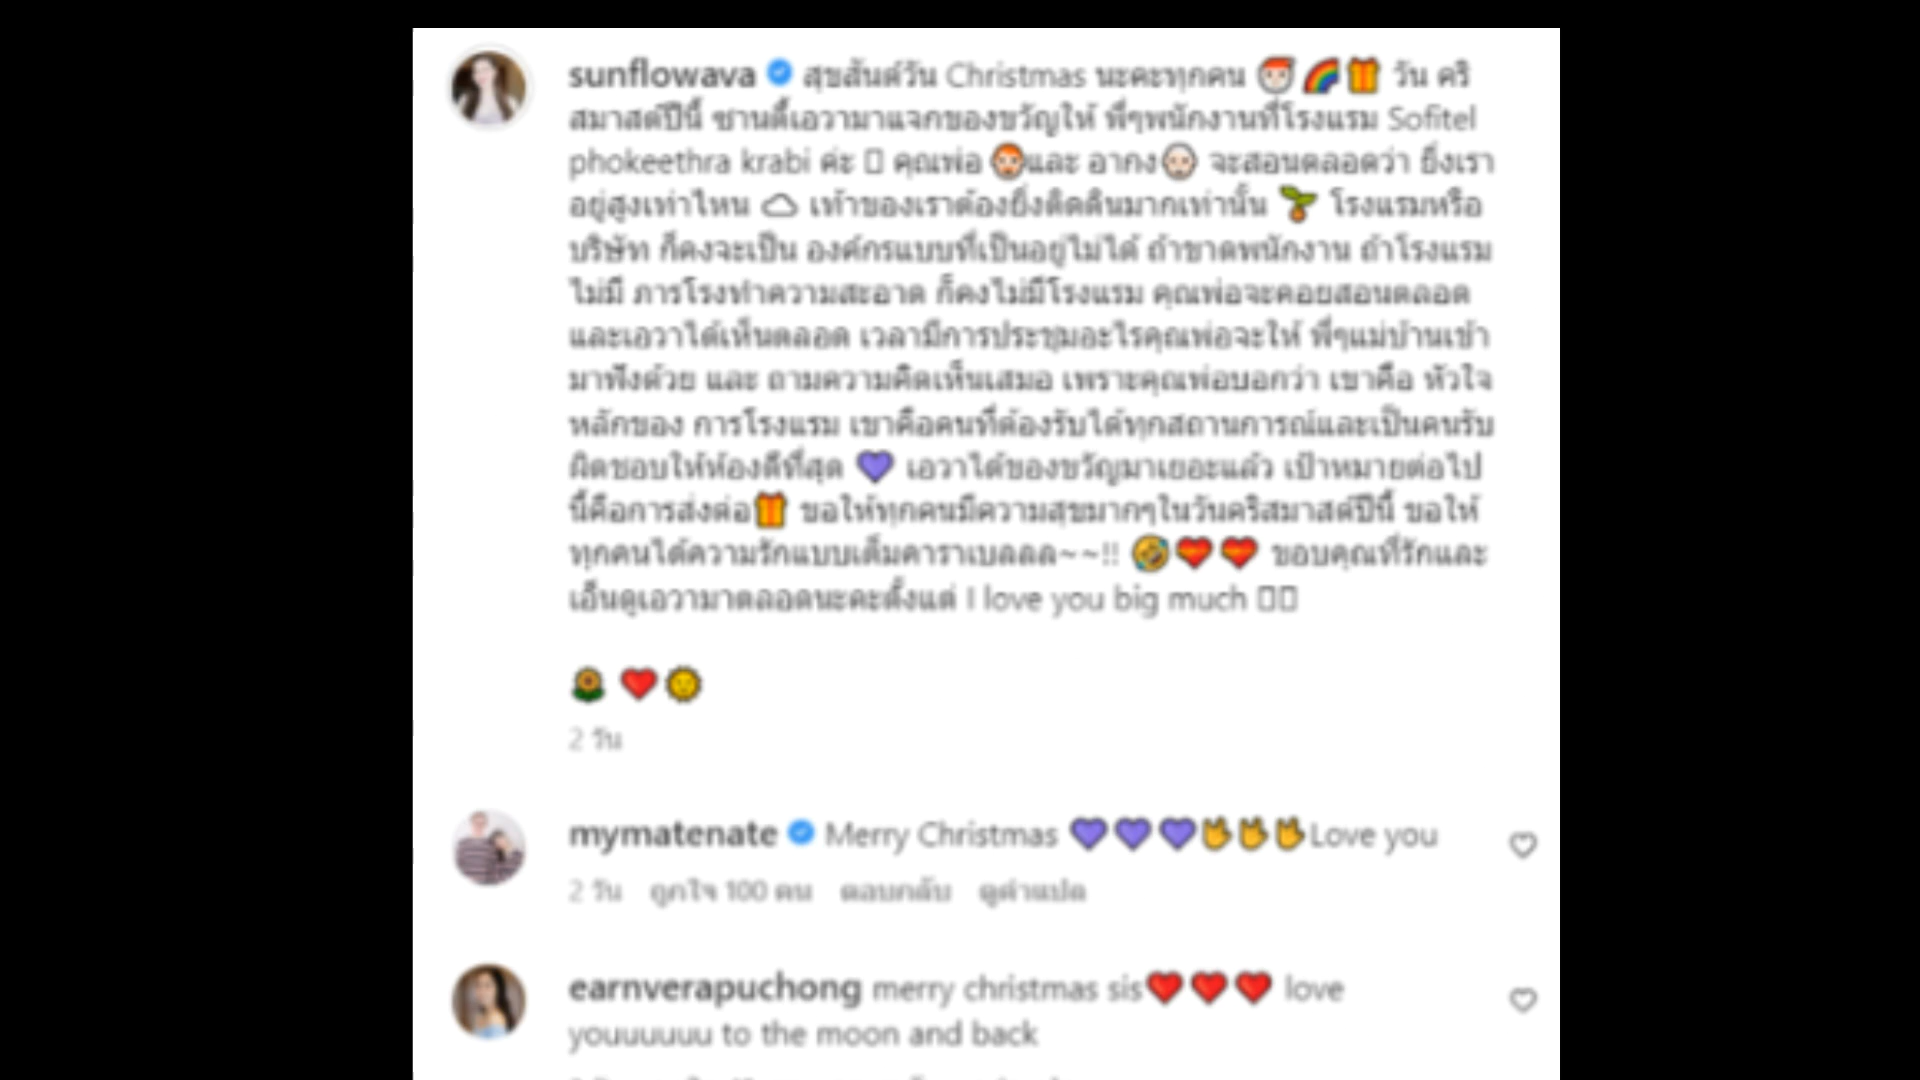 sunflowava สุขสันต์วัน Christmas นะคะทุกคน 🎅🌈🎁 วัน คริ
สมาสต์ปีนี้ ซานตี้เอวามาแจกของขวัญให้ พี่ๆพนักงานที่โรงแรม Sofitel
phokeethra krabi ค่ะ คุณพ่อ 👨‍🦰และ อากง👴 จะสอนตลอดว่า ยิ่งเรา
อยู่สูงเท่าไหน ☁ เท้าของเราต้องยิ่งติดดินมากเท่านั้น 🌱 โรงแรมหรือ
บริษัท ก็คงจะเป็น องค์กรแบบที่เป็นอยู่ไม่ได้ ถ้าขาดพนักงาน ถ้าโรงแรม
ไม่มี ภารโรงทำความสะอาด ก็คงไม่มีโรงแรม คุณพ่อจะคอยสอนตลอด
และเอวาได้เห็นตลอด เวลามีการประชุมอะไรคุณพ่อจะให้ พี่ๆแม่บ้านเข้า
มาฟังด้วย และ ถามความคิดเห็นเสมอ เพราะคุณพ่อบอกว่า เขาคือ หัวใจ
หลักของ การโรงแรม เขาคือคนที่ต้องรับได้ทุกสถานการณ์และเป็นคนรับ
ผิดชอบให้ห้องดีที่สุด 💜 เอวาได้ของขวัญมาเยอะแล้ว เป้าหมายต่อไป
นี้คือการส่งต่อ🎁 ขอให้ทุกคนมีความสุขมากๆในวันคริสมาสต์ปีนี้ ขอให้
ทุกคนได้ความรักแบบเต็มคาราเบลลล~~!! 🤣❤️❤️ ขอบคุณที่รักและ
เอ็นดูเอวามาตลอดนะคะตั้งแต่ I love you big much
🌻 ❤️🌞
2 วัน
mymatenate Merry Christmas 💜💜💜🤟🤟🤟Love you
2 วัน ถูกใจ 100 คน ตอบกลับ ดูคำแปล
earnverapuchong merry christmas sis❤️❤️❤️ love
youuuuuu to the moon and back